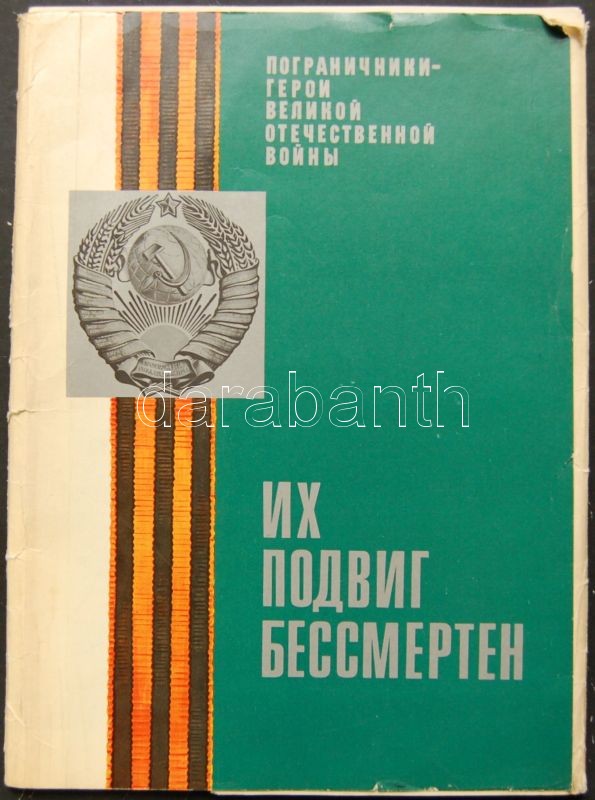 ПОГРАНИЧНИКИ-
ГЕРОИ
ВЕЛИКОЙ
ОТЕЧЕСТВЕННОЙ
ВОЙНЫ
darabanth
ИХ
ПОДВИГ
БЕССМЕРТЕН